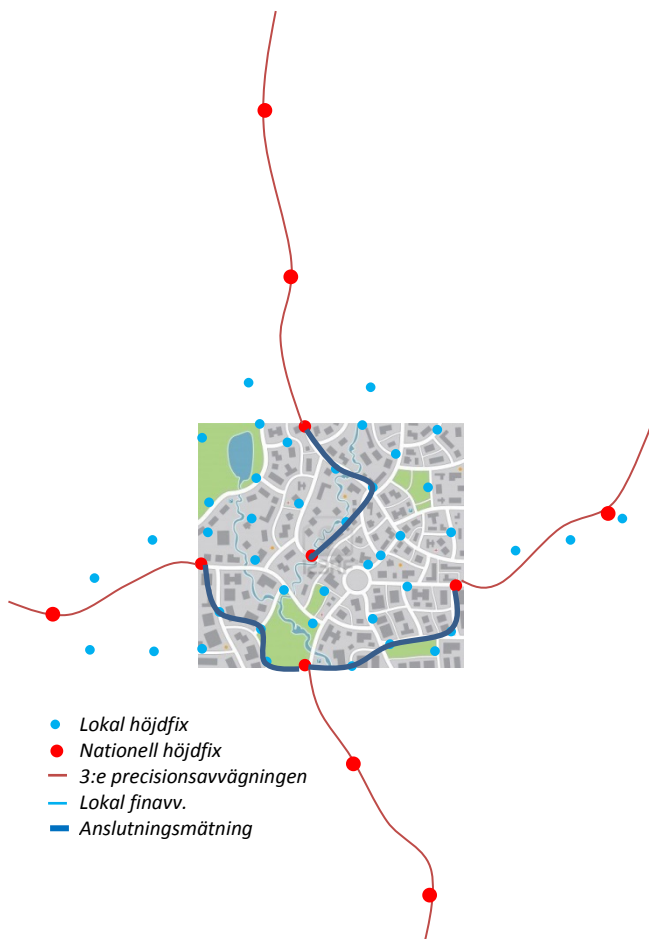 Lokal höjdfix
Nationell höjdfix
3:e precisionsavvägningen
Lokal finavv.
Anslutningsmätning